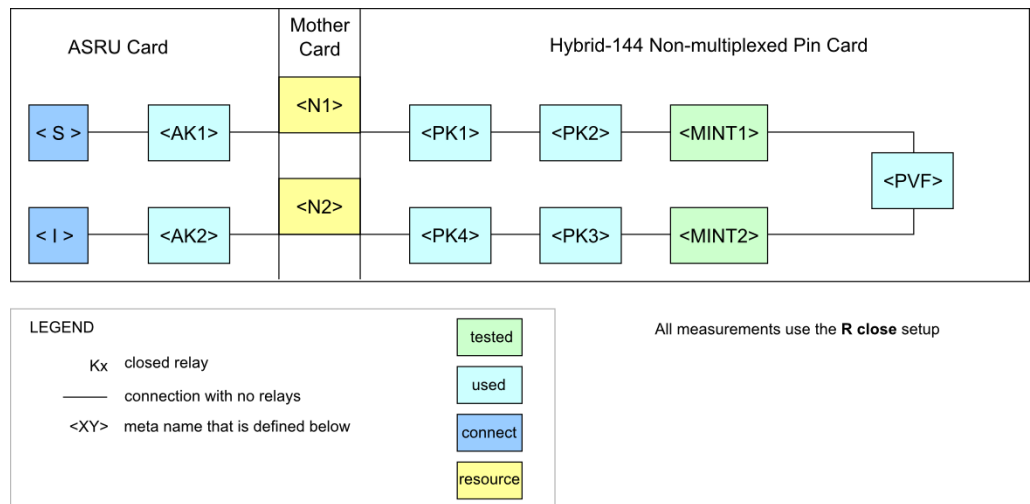 ASRU Card
Mother
Card
Hybrid-144 Non-multiplexed Pin Card
< S >
<AK1>
<N1>
<PK1>
<PK2>
<MINT1>
<PVF>
< I >
<AK2>
<N2>
<PK4>
<PK3>
<MINT2>
LEGEND
Kx closed relay
connection with no relays
<XY> meta name that is defined below
tested
used
connect
resource
All measurements use the R close setup